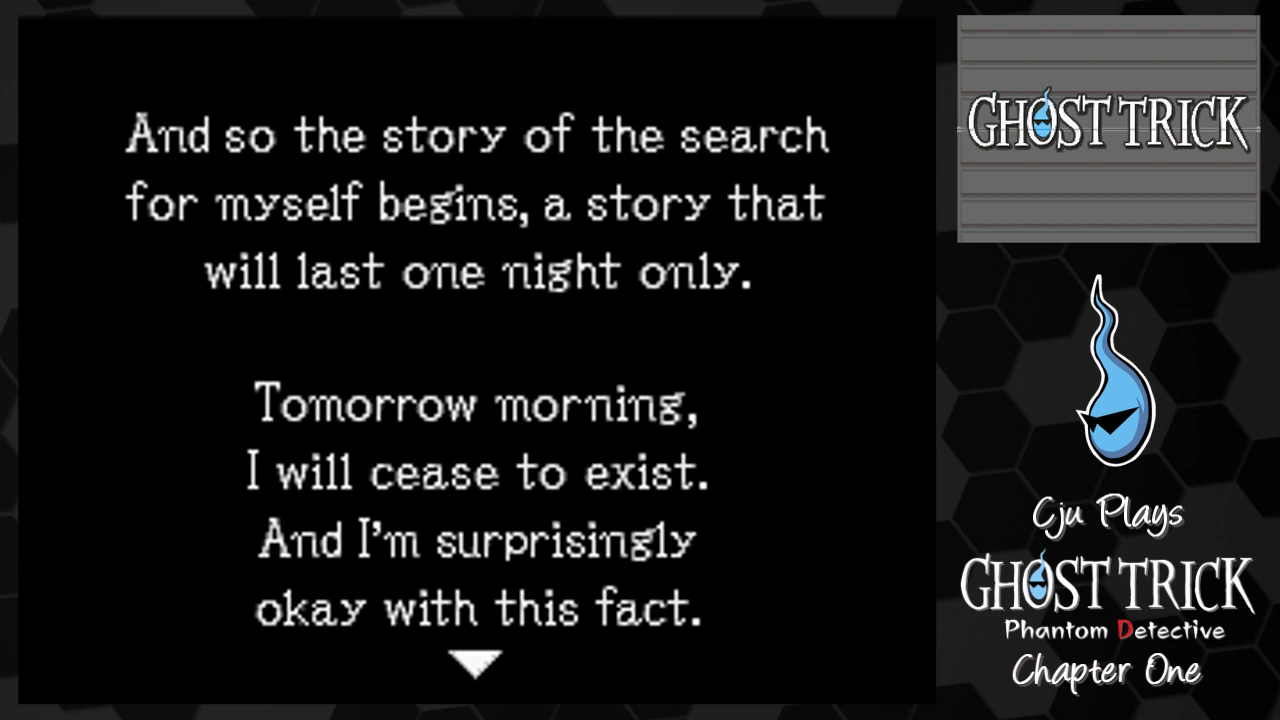 And so the story of the search
for myself begins, a story that
will last one night only.
Tomorrow morning,
I will cease to exist.
And I'm surprisingly
okay with this fact.
GHOST TRICK
Cju Plays
GHOST TRICK
Phantom Detective
Chapter One